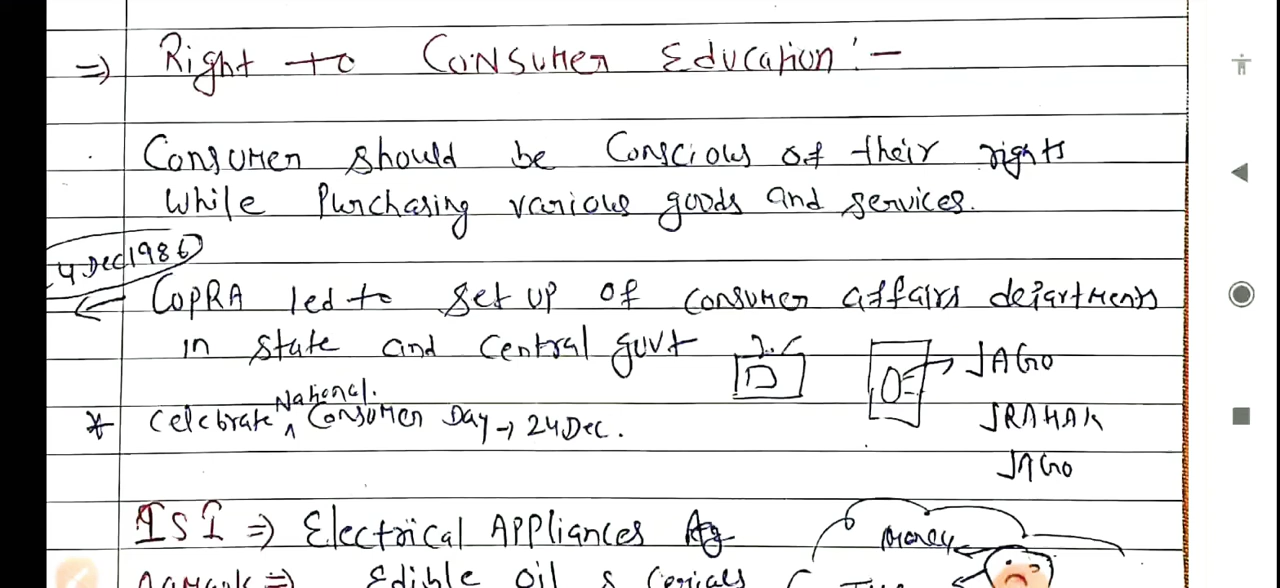 => Right to Consumer Education :-
Consumer should be Conscious of their rights
while Purchasing various goods and services.
4 Dec 1986
COPRA led to set up of consumer affairs departments
in state and central govt
JAGO
National.
* celebrate ^ Consumer Day → 24 Dec.
GRAHAK
JAGO
ISI => Electrical Appliances
money
Agmark => Edible oil & Cerials